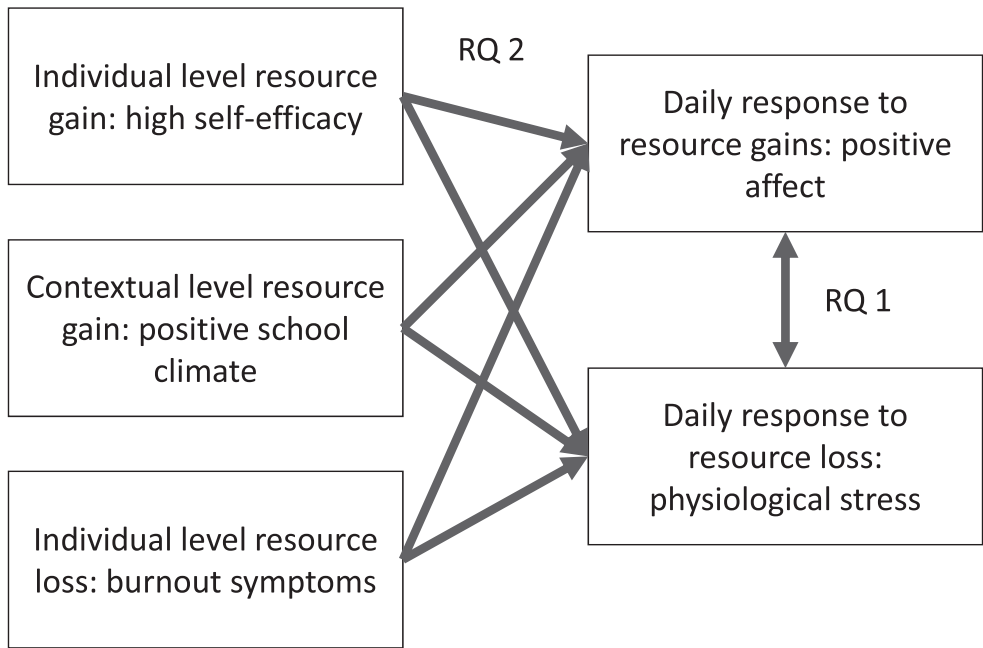 Individual level resource
gain: high self-efficacy
RQ 2
Daily response to
resource gains: positive
affect
Contextual level resource
gain: positive school
climate
RQ 1
Daily response to
resource loss:
physiological stress
Individual level resource
loss: burnout symptoms